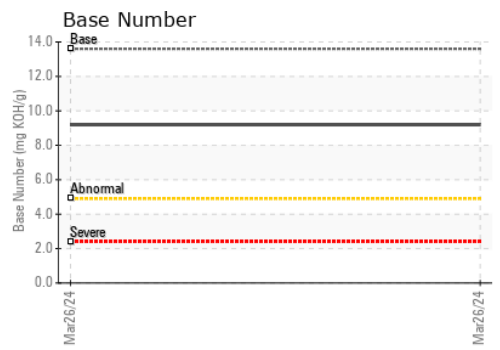 Base Number
Base Number (mg KOH/g)
14.0
Base
12.0
10.0
8.0
6.0
Abnormal
4.0
Severe
2.0
0.0
Mar26/24
Mar26/24